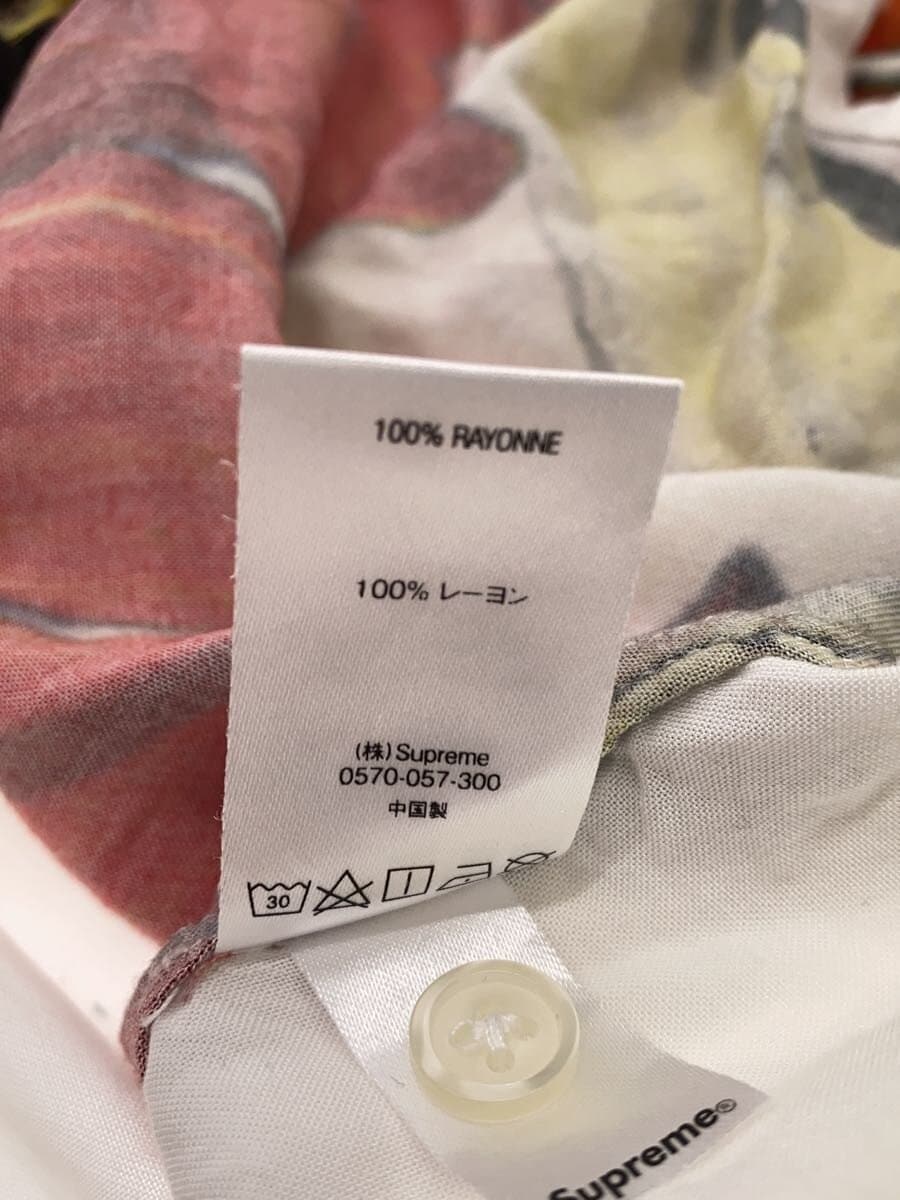 100% RAYONNE
100% レーヨン
(株)Supreme
0570-057-300
中国製
30
Supreme®